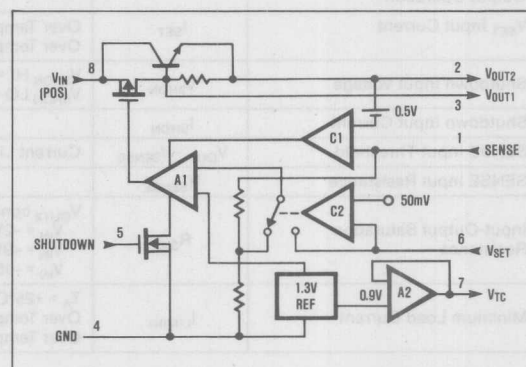 V_IN 8
(POS)
2 V_OUT2
V_OUT1
3
0.5V
C1
1 SENSE
A1
C2
50mV
6
V_SET
SHUTDOWN 5
1.3V
REF
0.9V
A2
7
V_TC
GND 4